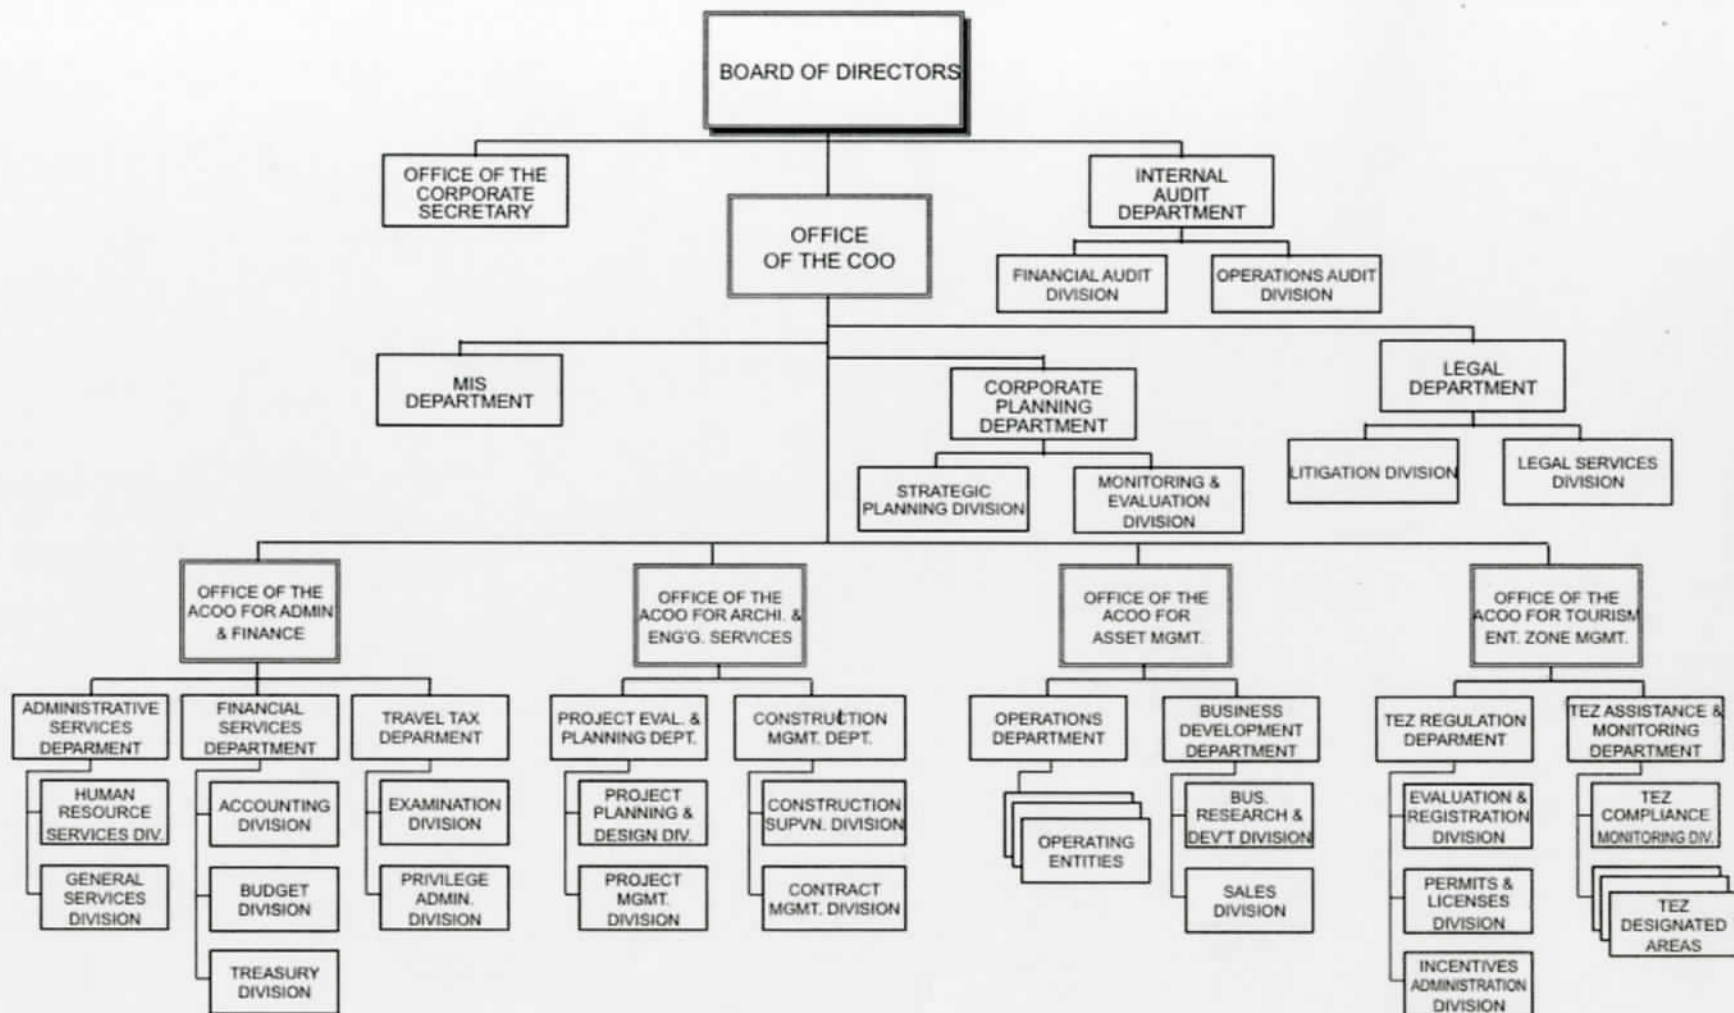 BOARD OF DIRECTORS
OFFICE OF THE
CORPORATE
SECRETARY
OFFICE
OF THE COO
INTERNAL
AUDIT
DEPARTMENT
FINANCIAL AUDIT
DIVISION
OPERATIONS AUDIT
DIVISION
MIS
DEPARTMENT
CORPORATE
PLANNING
DEPARTMENT
STRATEGIC
PLANNING DIVISION
MONITORING &
EVALUATION
DIVISION
LEGAL
DEPARTMENT
LITIGATION DIVISION
LEGAL SERVICES
DIVISION
OFFICE OF THE
ACOO FOR ADMIN
& FINANCE
OFFICE OF THE
ACOO FOR ARCHI. &
ENG'G. SERVICES
OFFICE OF THE
ACOO FOR
ASSET MGMT.
OFFICE OF THE
ACOO FOR TOURISM
ENT. ZONE MGMT.
ADMINISTRATIVE
SERVICES
DEPARMENT
HUMAN
RESOURCE
SERVICES DIV.
GENERAL
SERVICES
DIVISION
FINANCIAL
SERVICES
DEPARTMENT
ACCOUNTING
DIVISION
BUDGET
DIVISION
TREASURY
DIVISION
TRAVEL TAX
DEPARMENT
EXAMINATION
DIVISION
PRIVILEGE
ADMIN.
DIVISION
PROJECT EVAL. &
PLANNING DEPT.
PROJECT
PLANNING &
DESIGN DIV.
PROJECT
MGMT.
DIVISION
CONSTRUCTION
MGMT. DEPT.
CONSTRUCTION
SUPVN. DIVISION
CONTRACT
MGMT. DIVISION
OPERATIONS
DEPARTMENT
OPERATING
ENTITIES
BUSINESS
DEVELOPMENT
DEPARTMENT
BUS.
RESEARCH &
DEV'T DIVISION
SALES
DIVISION
TEZ REGULATION
DEPARMENT
EVALUATION &
REGISTRATION
DIVISION
PERMITS &
LICENSES
DIVISION
INCENTIVES
ADMINISTRATION
DIVISION
TEZ ASSISTANCE &
MONITORING
DEPARTMENT
TEZ
COMPLIANCE
MONITORING DIV.
TEZ
DESIGNATED
AREAS